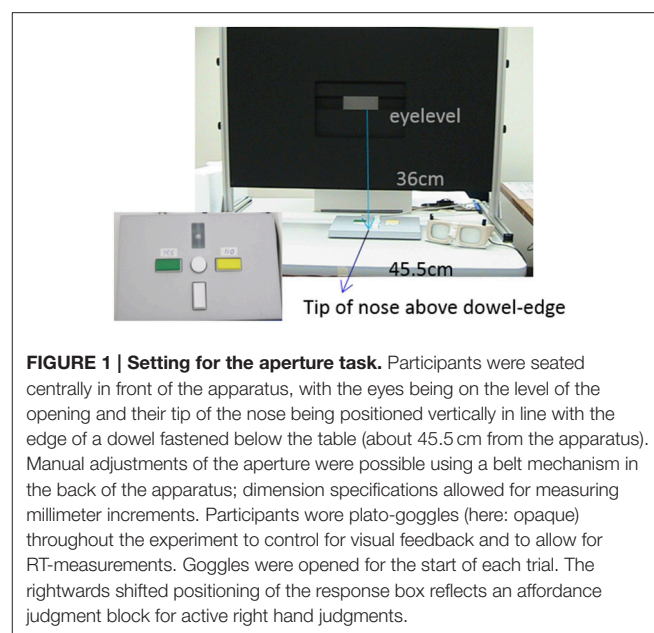 eyelevel
36cm
YES
45.5cm
Tip of nose above dowel-edge
FIGURE 1 | Setting for the aperture task. Participants were seated
centrally in front of the apparatus, with the eyes being on the level of the
opening and their tip of the nose being positioned vertically in line with the
edge of a dowel fastened below the table (about 45.5 cm from the apparatus).
Manual adjustments of the aperture were possible using a belt mechanism in
the back of the apparatus; dimension specifications allowed for measuring
millimeter increments. Participants wore plato-goggles (here: opaque)
throughout the experiment to control for visual feedback and to allow for
RT-measurements. Goggles were opened for the start of each trial. The
rightwards shifted positioning of the response box reflects an affordance
judgment block for active right hand judgments.